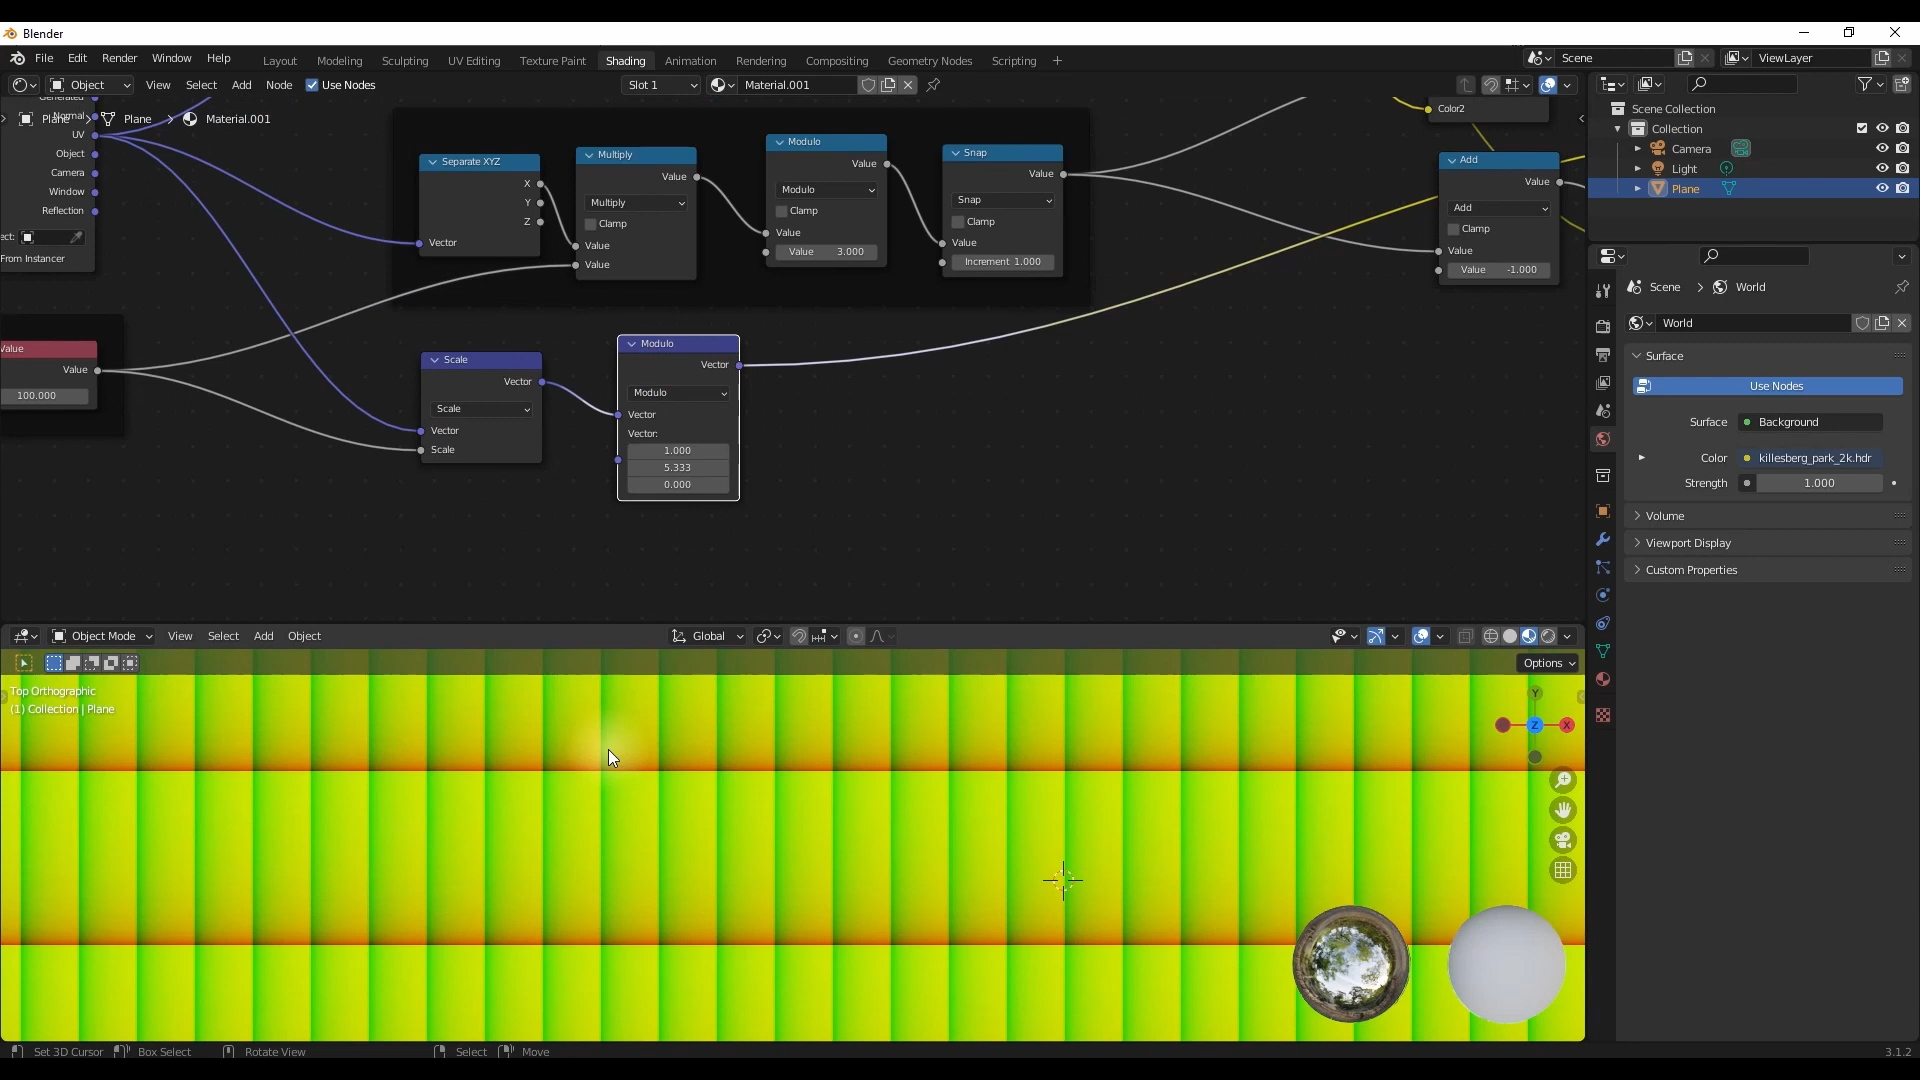 Blender
File Edit Render Window Help
Layout Modeling Sculpting UV Editing Texture Paint Shading Animation Rendering Compositing Geometry Nodes Scripting +
Scene
ViewLayer
Object View Select Add Node Use Nodes
Slot 1
Material.001
Plane > Plane > Material.001
Generated
Normal
UV
Object
Camera
Window
Reflection
ect:
From Instancer
Value
Value
100.000
Separate XYZ
X
Y
Z
Vector
Multiply
Value
Multiply
Clamp
Value
Value
Modulo
Value
Modulo
Clamp
Value
Value 3.000
Snap
Value
Snap
Clamp
Value
Increment 1.000
Color2
Add
Value
Add
Clamp
Value
Value -1.000
Scale
Vector
Scale
Vector
Scale
Modulo
Vector
Modulo
Vector
Vector:
1.000
5.333
0.000
Scene Collection
Collection
Camera
Light
Plane
Scene > World
World
Surface
Use Nodes
Surface Background
Color killesberg_park_2k.hdr
Strength 1.000
Volume
Viewport Display
Custom Properties
Object Mode View Select Add Object
Global
Options
Top Orthographic
(1) Collection | Plane
Y
Z
X
Set 3D Cursor Box Select Rotate View Select Move
3.1.2